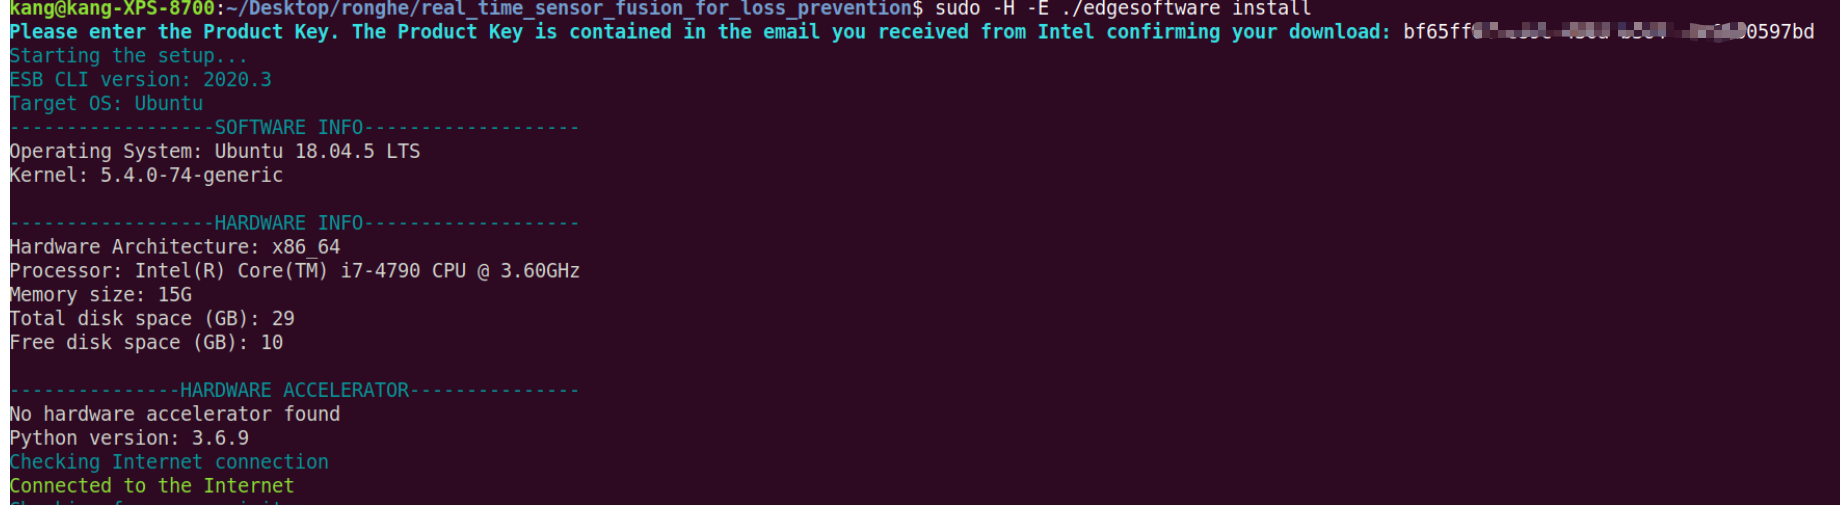 kang@kang-XPS-8700:~/Desktop/ronghe/real_time_sensor_fusion_for_loss_prevention$ sudo -H -E ./edgesoftware install
Please enter the Product Key. The Product Key is contained in the email you received from Intel confirming your download: bf65ff 0597bd
Starting the setup...
ESB CLI version: 2020.3
Target OS: Ubuntu
------------------SOFTWARE INFO-------------------
Operating System: Ubuntu 18.04.5 LTS
Kernel: 5.4.0-74-generic
------------------HARDWARE INFO-------------------
Hardware Architecture: x86_64
Processor: Intel(R) Core(TM) i7-4790 CPU @ 3.60GHz
Memory size: 15G
Total disk space (GB): 29
Free disk space (GB): 10
---------------HARDWARE ACCELERATOR---------------
No hardware accelerator found
Python version: 3.6.9
Checking Internet connection
Connected to the Internet